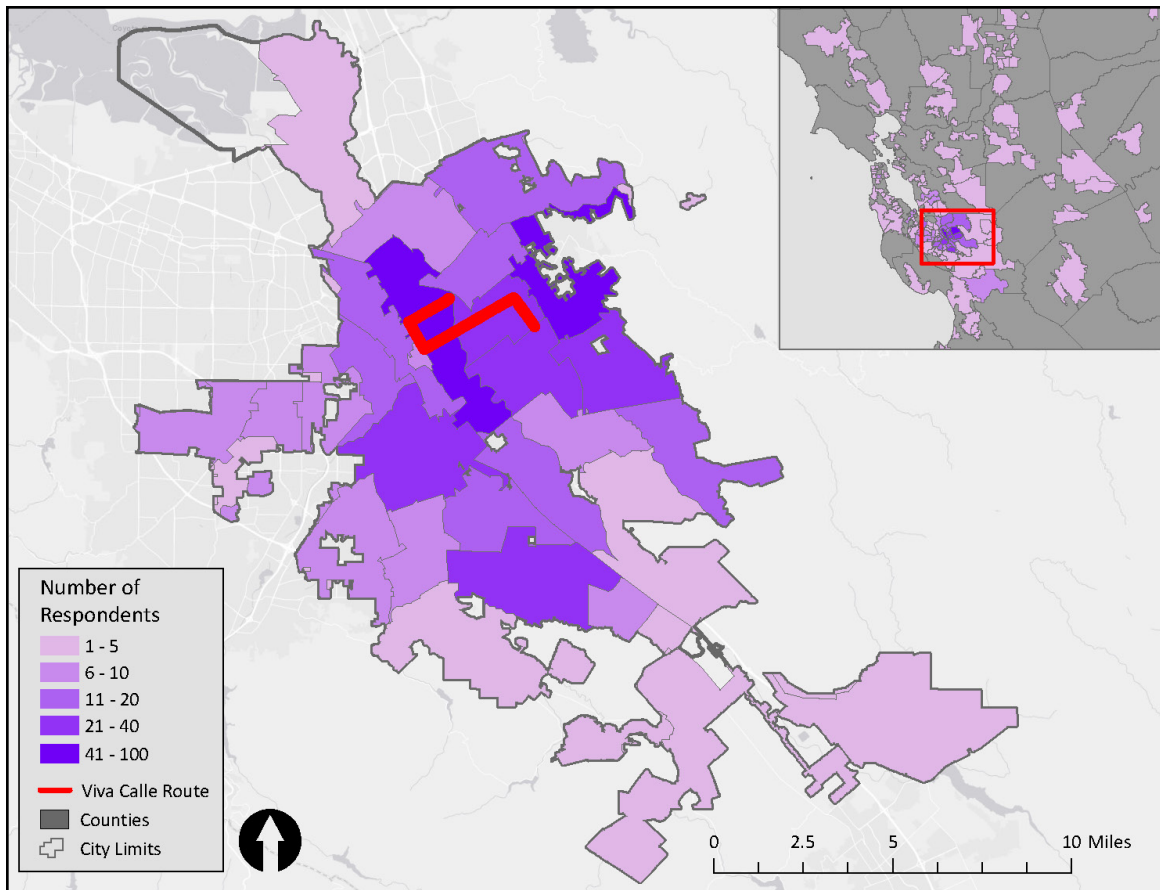 Number of
Respondents
1 - 5
6 - 10
11 - 20
21 - 40
41 - 100
Viva Calle Route
Counties
City Limits
0 2.5 5 10 Miles